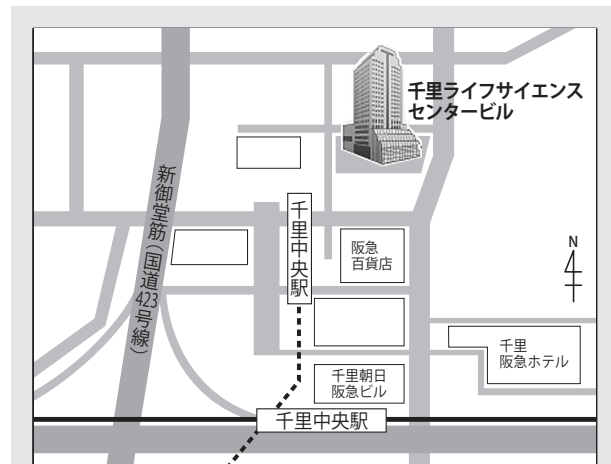 千里ライフサイエンス
センタービル
新御堂筋(国道423号線)
千里中央駅
阪急
百貨店
N
千里
阪急ホテル
千里朝日
阪急ビル
千里中央駅